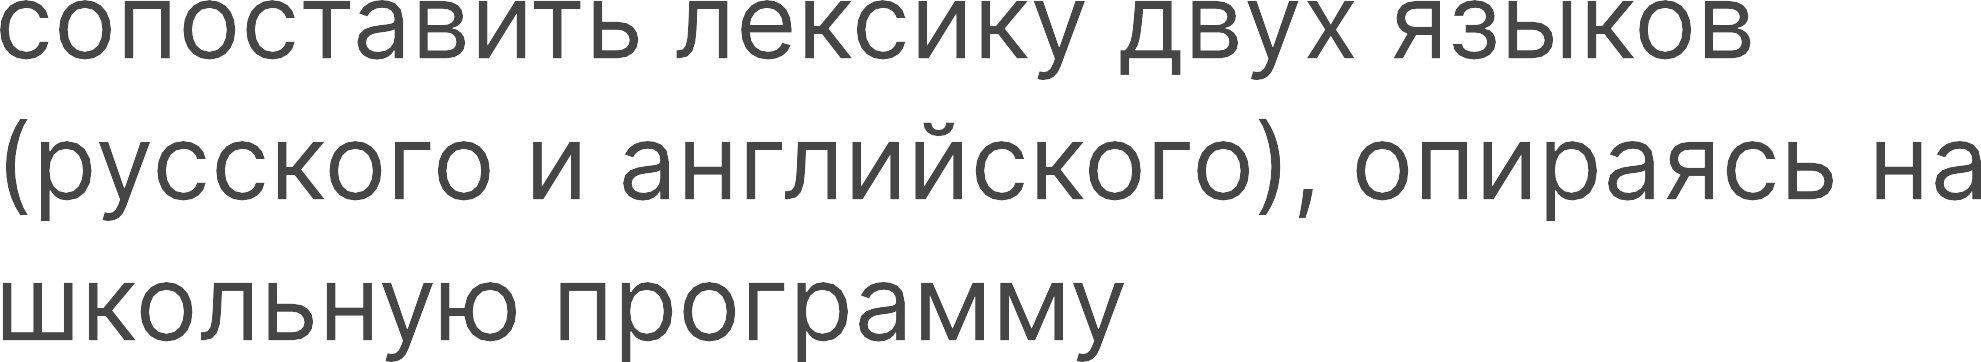 сопоставить лексику двух языков
(русского и английского), опираясь на
школьную программу